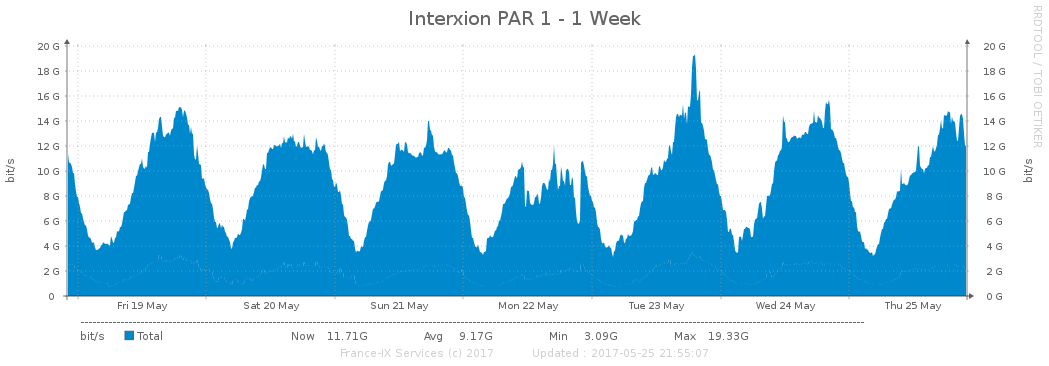 Interxion PAR 1 - 1 Week
RRDTOOL / TOBI OETIKER
20 G 20 G
18 G 18 G
16 G 16 G
14 G 14 G
12 G 12 G
10 G 10 G
8 G 8 G
6 G 6 G
4 G 4 G
2 G 2 G
0 0 G
bit/s
bit/s
Fri 19 May Sat 20 May Sun 21 May Mon 22 May Tue 23 May Wed 24 May Thu 25 May
bit/s Total Now 11.71G Avg 9.17G Min 3.09G Max 19.33G
France-IX Services (c) 2017 Updated : 2017-05-25 21:55:07